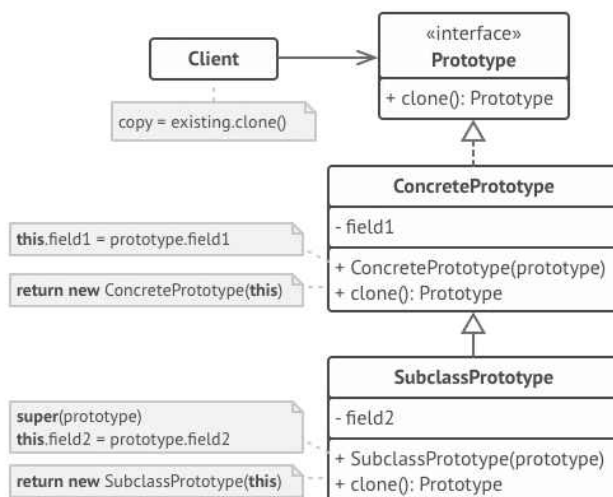 Client
«interface»
Prototype
+ clone(): Prototype
copy = existing.clone()
ConcretePrototype
- field1
this.field1 = prototype.field1
+ ConcretePrototype(prototype)
return new ConcretePrototype(this)
+ clone(): Prototype
SubclassPrototype
- field2
super(prototype)
this.field2 = prototype.field2
+ SubclassPrototype(prototype)
return new SubclassPrototype(this)
+ clone(): Prototype